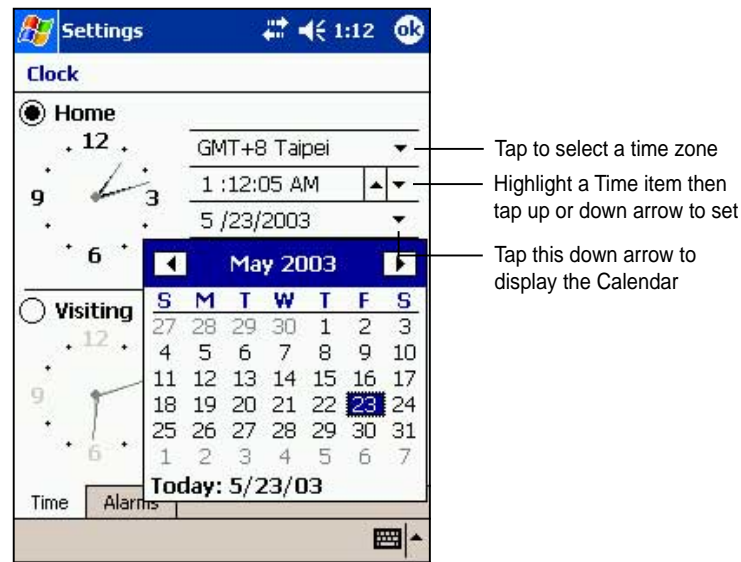 Settings 1:12 ok
Clock
Home
12
9 3
6
GMT+8 Taipei
1 :12:05 AM
5 /23/2003
Tap to select a time zone
Highlight a Time item then
tap up or down arrow to set
Tap this down arrow to
display the Calendar
May 2003
S M T W T F S
27 28 29 30 1 2 3
4 5 6 7 8 9 10
11 12 13 14 15 16 17
18 19 20 21 22 23 24
25 26 27 28 29 30 31
1 2 3 4 5 6 7
Today: 5/23/03
Visiting
12
9
6
Time Alarms